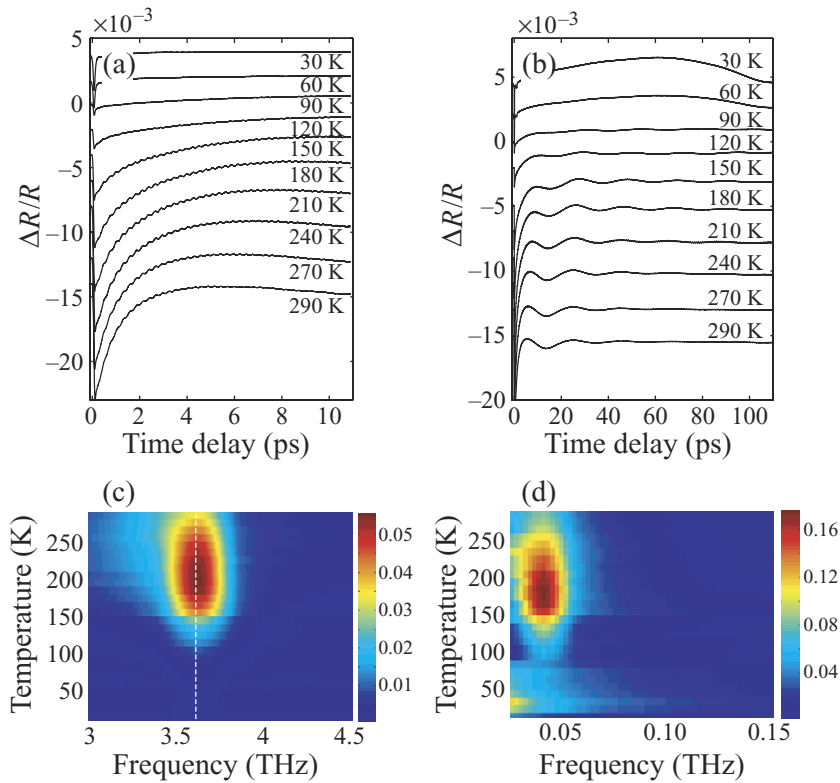 ×10⁻³
5
0
−5
−10
−15
−20
ΔR/R
(a)
30 K
60 K
90 K
120 K
150 K
180 K
210 K
240 K
270 K
290 K
0 2 4 6 8 10
Time delay (ps)
×10⁻³
5
0
−5
−10
−15
−20
ΔR/R
(b)
30 K
60 K
90 K
120 K
150 K
180 K
210 K
240 K
270 K
290 K
0 20 40 60 80 100
Time delay (ps)
(c)
Temperature (K)
250
200
150
100
50
3 3.5 4 4.5
Frequency (THz)
0.05
0.04
0.03
0.02
0.01
(d)
Temperature (K)
250
200
150
100
50
0.05 0.10 0.15
Frequency (THz)
0.16
0.12
0.08
0.04